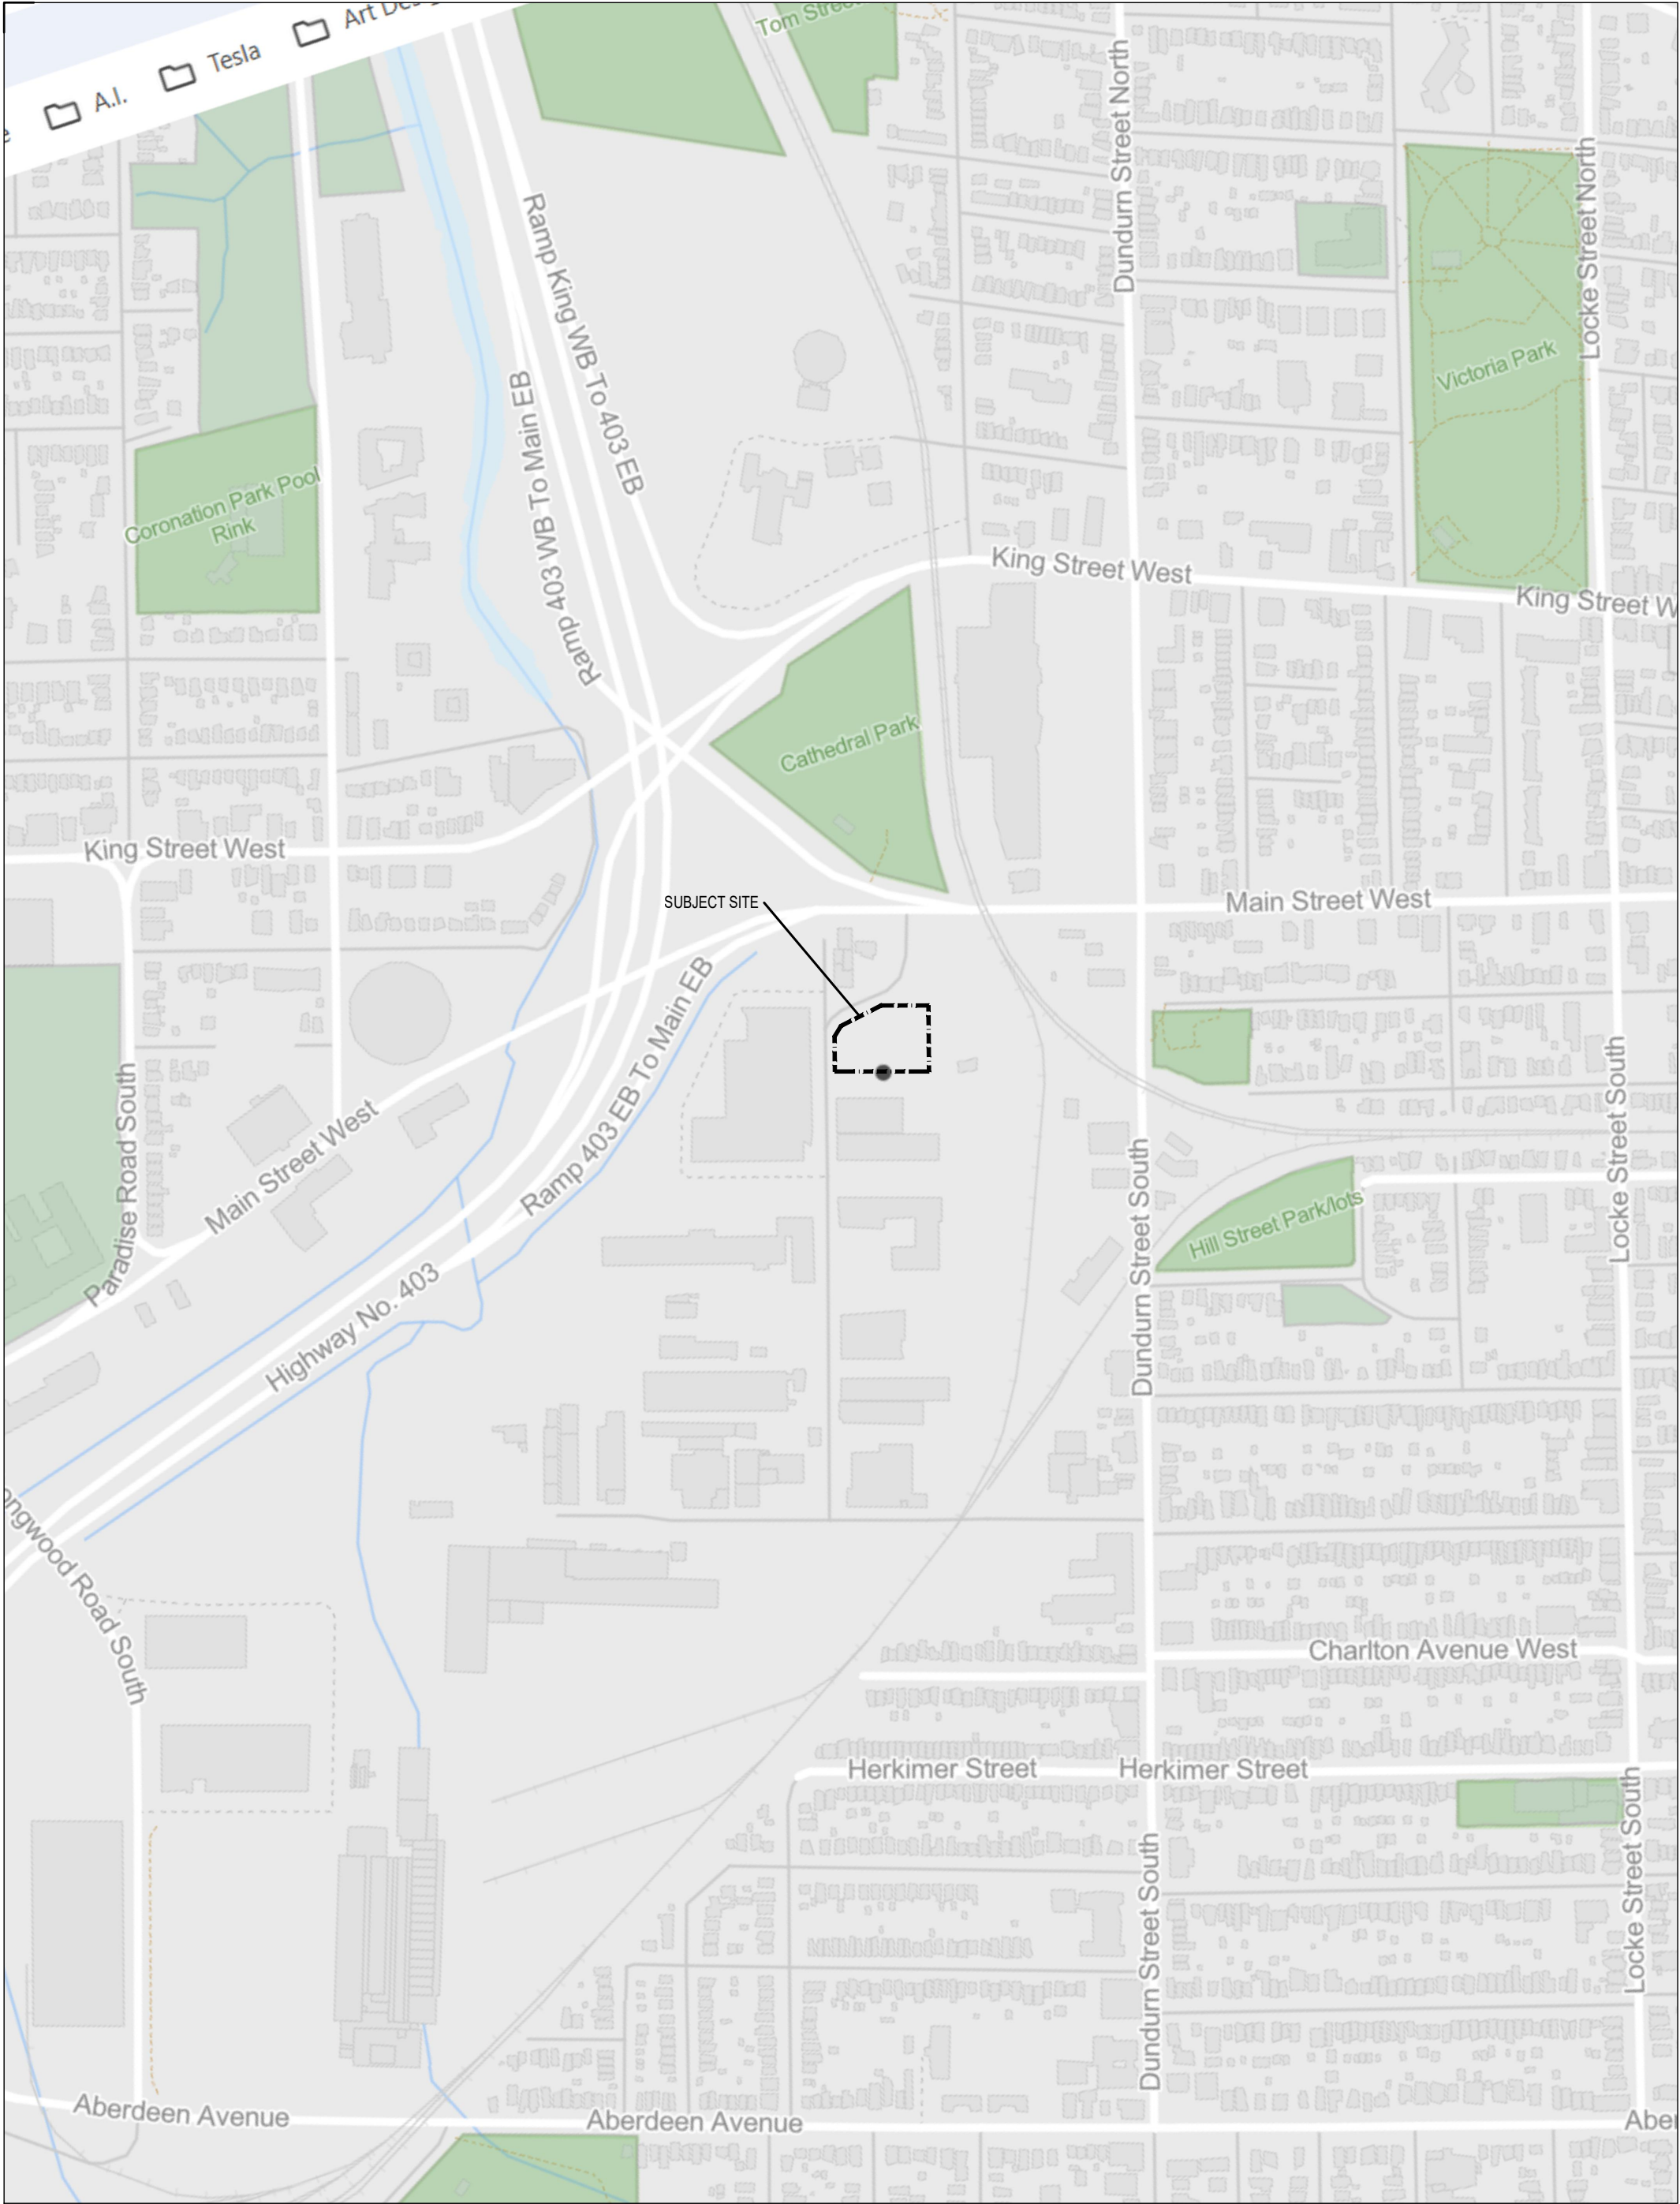 A.I.
Tesla
Tom
Dundurn Street North
Locke Street North
Ramp King WB To 403 EB
Ramp 403 WB To Main EB
Victoria Park
Coronation Park Pool
Rink
King Street West
King Street W
Cathedral Park
King Street West
SUBJECT SITE
Main Street West
Ramp 403 EB To Main EB
Paradise Road South
Main Street West
Locke Street South
Dundurn Street South
Hill Street Park/lots
Highway No. 403
ongwood Road South
Charlton Avenue West
Herkimer Street
Herkimer Street
Dundurn Street South
Locke Street South
Aberdeen Avenue
Aberdeen Avenue
Aber